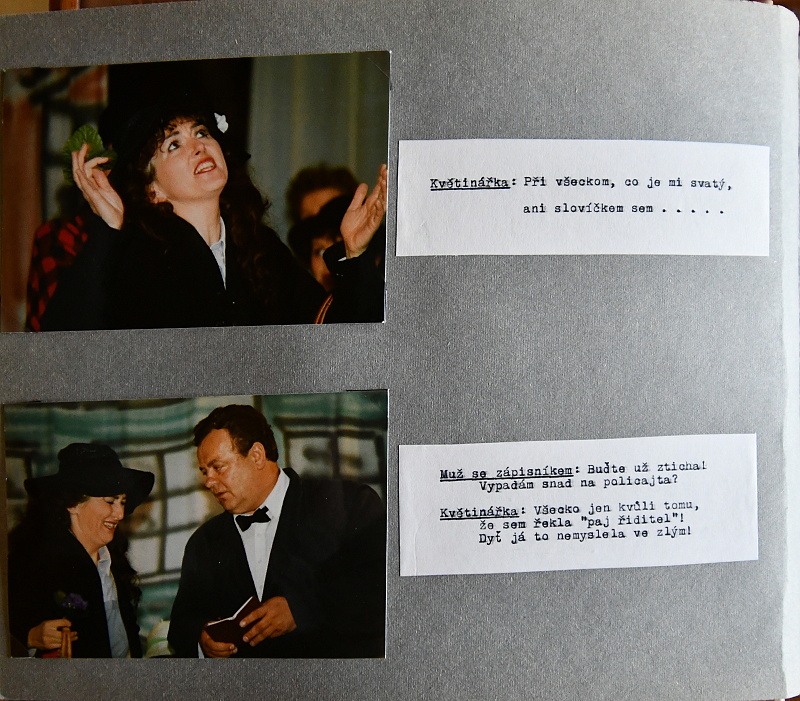 Květinářka: Při všeckom, co je mi svatý,
ani slovíčkem sem . . . . .
Muž se zápisníkem: Buďte už zticha!
Vypadám snad na policajta?
Květinářka: Všecko jen kvůli tomu,
že sem řekla "paj řiditel"!
Dyť já to nemyslela ve zlým!